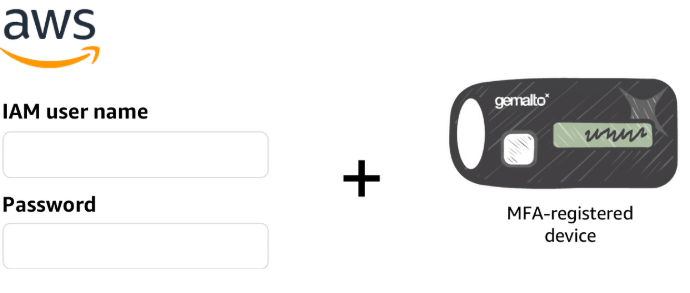 aws
IAM user name
Password
+
gemalto
MFA-registered
device